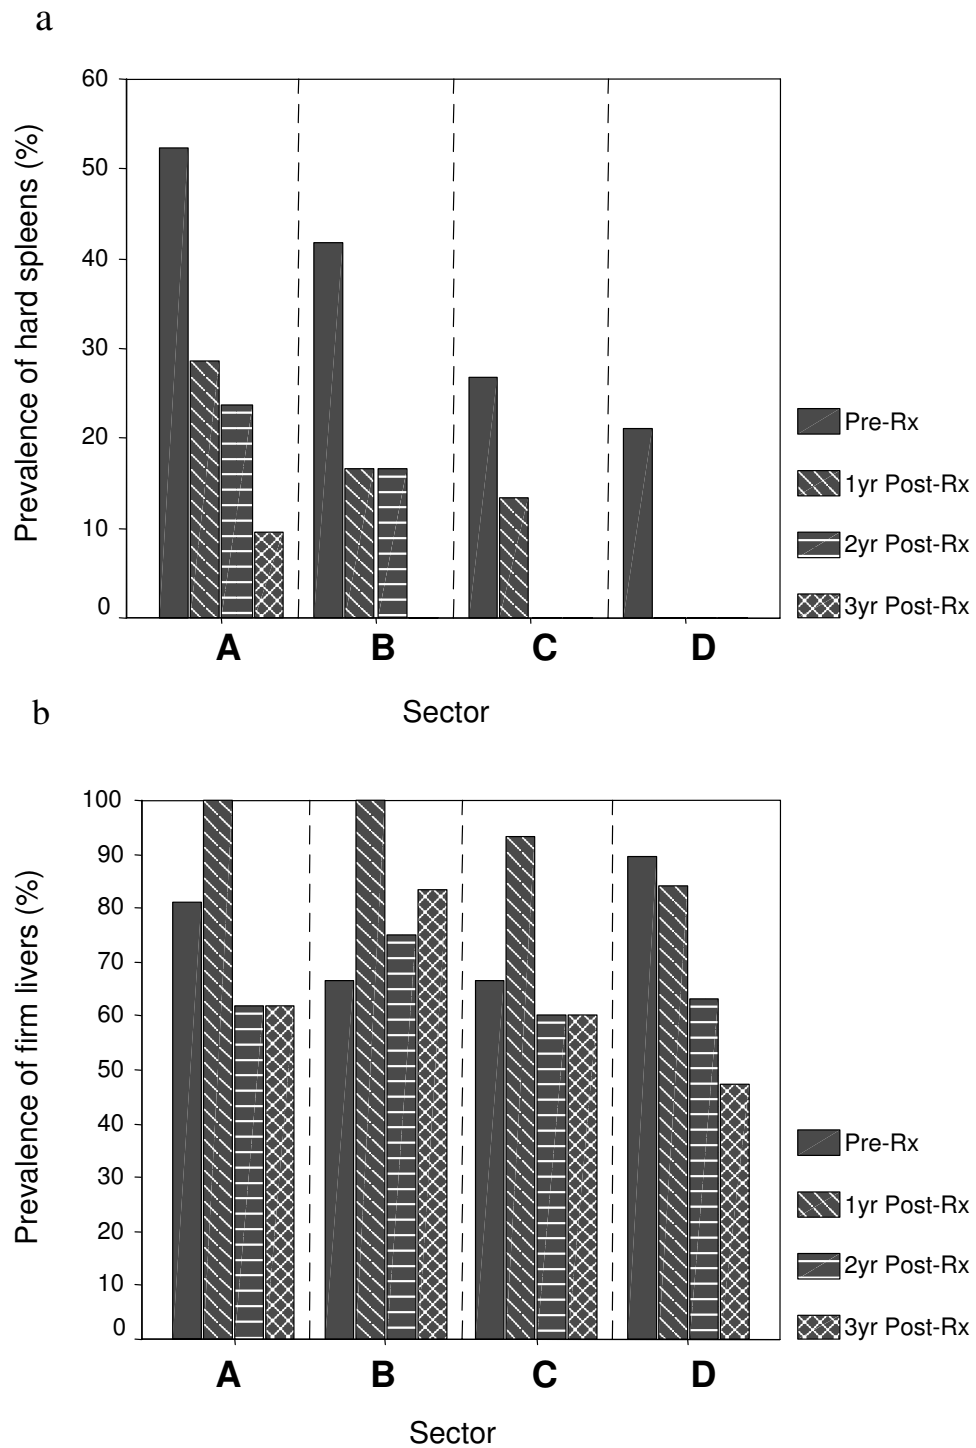 a
Prevalence of hard spleens (%)
60
50
40
30
20
10
0
A B C D
Sector
Pre-Rx
1yr Post-Rx
2yr Post-Rx
3yr Post-Rx
b
Prevalence of firm livers (%)
100
90
80
70
60
50
40
30
20
10
0
A B C D
Sector
Pre-Rx
1yr Post-Rx
2yr Post-Rx
3yr Post-Rx